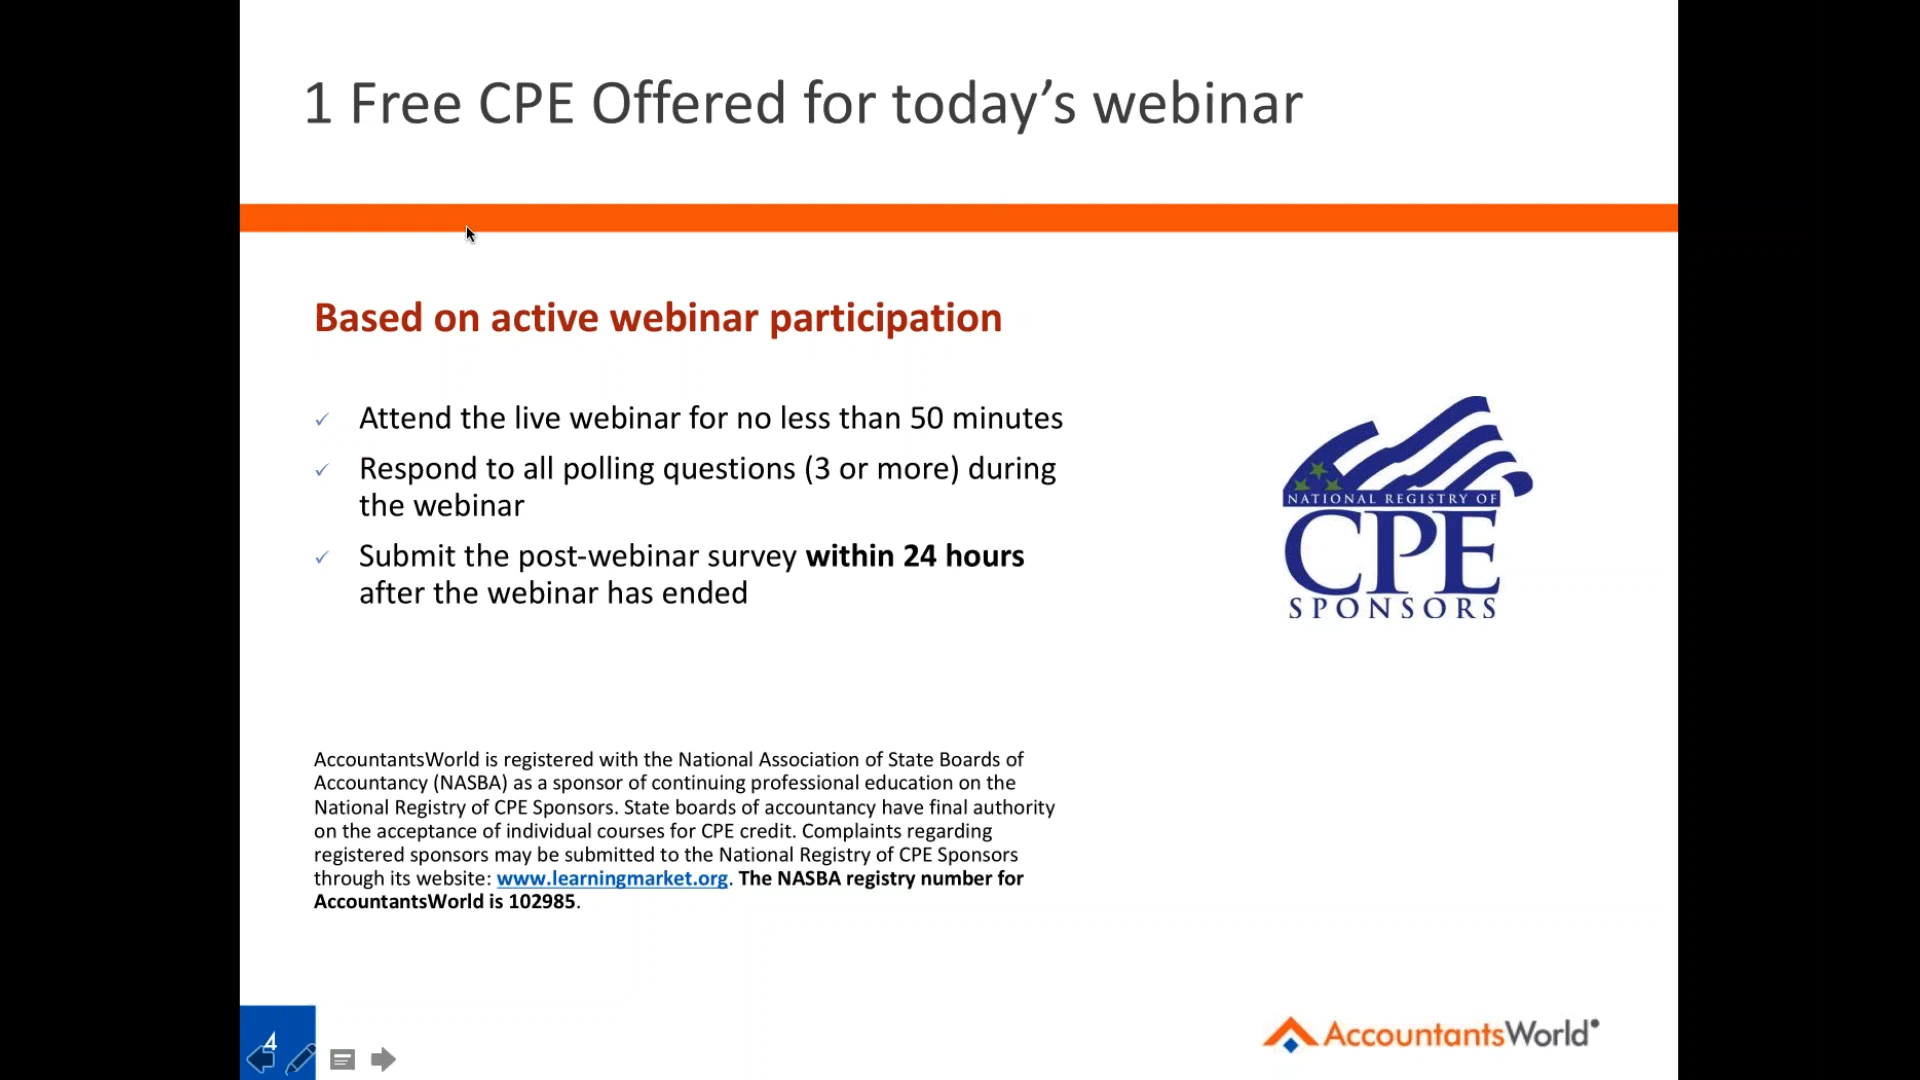 1 Free CPE Offered for today’s webinar
Based on active webinar participation
✓ Attend the live webinar for no less than 50 minutes
✓ Respond to all polling questions (3 or more) during
the webinar
✓ Submit the post-webinar survey within 24 hours
after the webinar has ended
NATIONAL REGISTRY OF
CPE
SPONSORS
AccountantsWorld is registered with the National Association of State Boards of
Accountancy (NASBA) as a sponsor of continuing professional education on the
National Registry of CPE Sponsors. State boards of accountancy have final authority
on the acceptance of individual courses for CPE credit. Complaints regarding
registered sponsors may be submitted to the National Registry of CPE Sponsors
through its website: www.learningmarket.org. The NASBA registry number for
AccountantsWorld is 102985.
4
AccountantsWorld